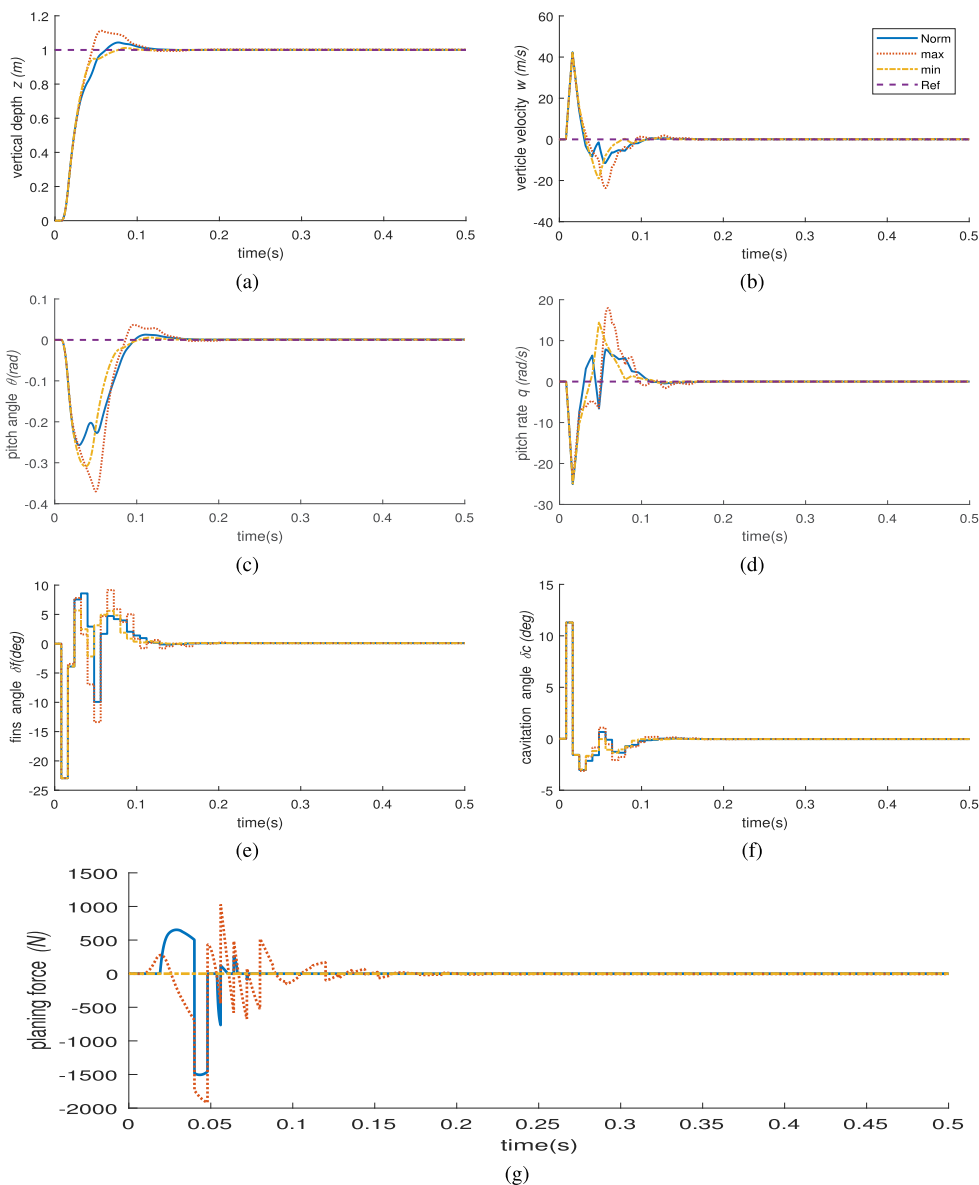 1.2
1
0.8
0.6
0.4
0.2
0
vertical depth z (m)
0 0.1 0.2 0.3 0.4 0.5
time(s)
(a)
60
40
20
0
-20
-40
verticle velocity w (m/s)
Norm
max
min
Ref
0 0.1 0.2 0.3 0.4 0.5
time(s)
(b)
0.1
0
-0.1
-0.2
-0.3
-0.4
pitch angle θ(rad)
0 0.1 0.2 0.3 0.4 0.5
time(s)
(c)
20
10
0
-10
-20
-30
pitch rate q (rad/s)
0 0.1 0.2 0.3 0.4 0.5
time(s)
(d)
10
5
0
-5
-10
-15
-20
-25
fins angle δf(deg)
0 0.1 0.2 0.3 0.4 0.5
time(s)
(e)
15
10
5
0
-5
cavitation angle δc (deg)
0 0.1 0.2 0.3 0.4 0.5
time(s)
(f)
1500
1000
500
0
-500
-1000
-1500
-2000
planing force (N)
0 0.05 0.1 0.15 0.2 0.25 0.3 0.35 0.4 0.45 0.5
time(s)
(g)